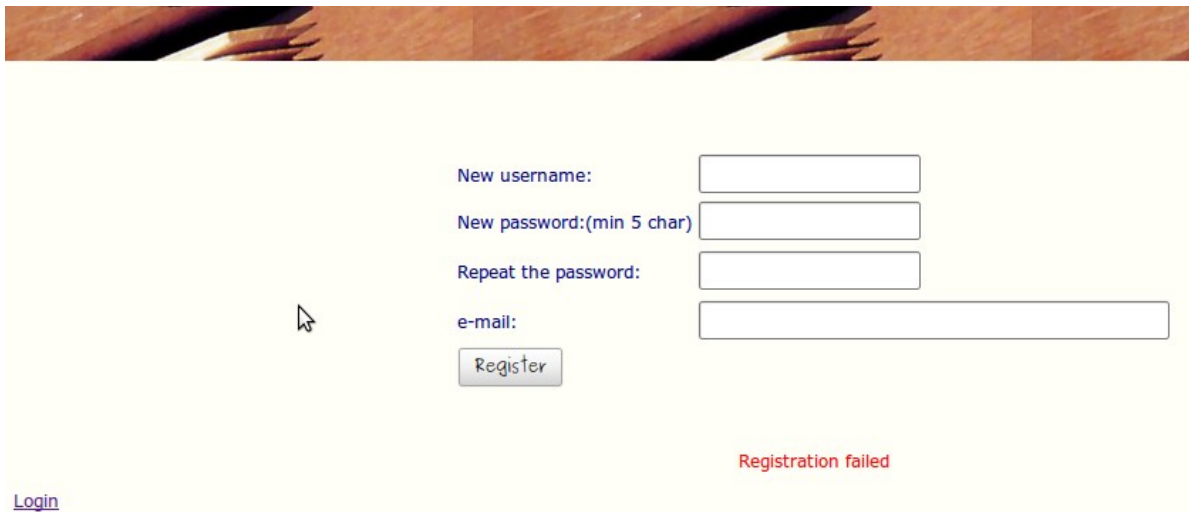 New username:
New password:(min 5 char)
Repeat the password:
e-mail:
Register
Registration failed
Login